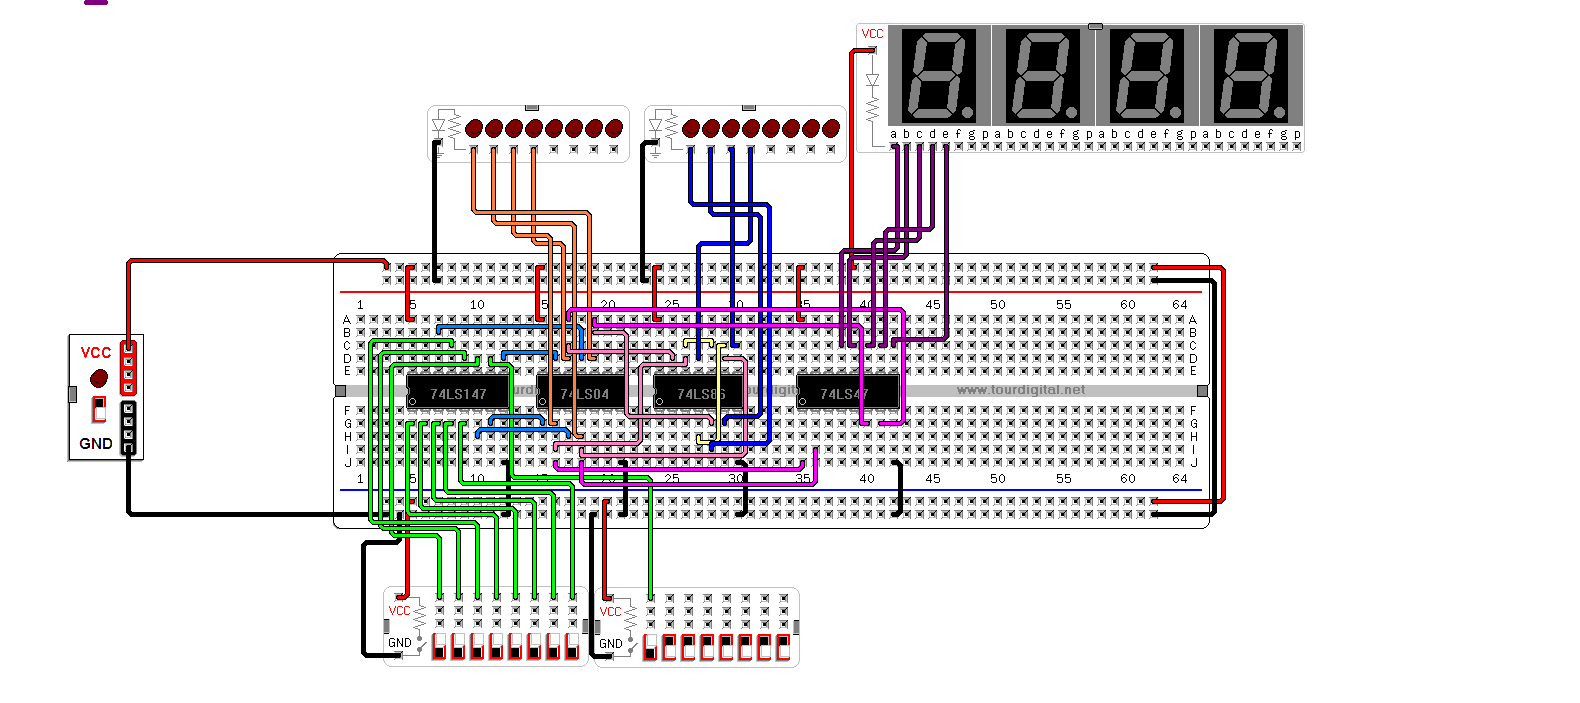 VCC
a b c d e f g p a b c d e f g p a b c d e f g p a b c d e f g p
1 5 10 15 20 25 30 35 40 45 50 55 60 64
A A
B B
C C
D D
E E
VCC
GND
74LS147 74LS04 74LS86 74LS47 www.tourdigital.net
F F
G G
H H
I I
J J
1 5 10 15 20 25 30 35 40 45 50 55 60 64
VCC VCC
GND GND